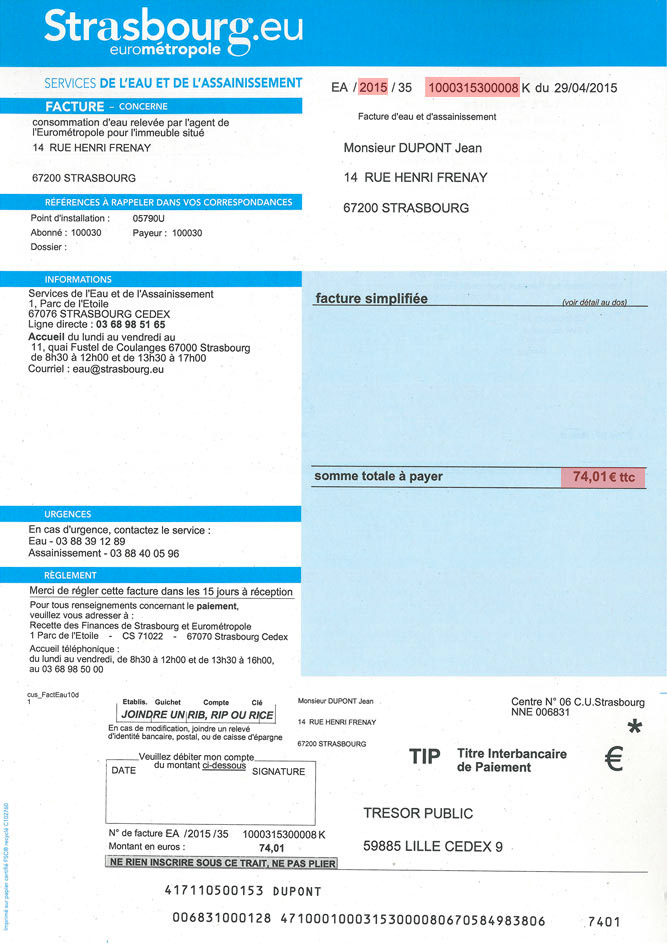 Strasbourg.eu
eurométropole
SERVICES DE L'EAU ET DE L'ASSAINISSEMENT
FACTURE – CONCERNE
consommation d'eau relevée par l'agent de
l'Eurométropole pour l'immeuble situé
14 RUE HENRI FRENAY
67200 STRASBOURG
EA / 2015 / 35 1000315300008 K du 29/04/2015
Facture d'eau et d'assainissement
Monsieur DUPONT Jean
14 RUE HENRI FRENAY
67200 STRASBOURG
RÉFÉRENCES À RAPPELER DANS VOS CORRESPONDANCES
Point d'installation : 05790U
Abonné : 100030 Payeur : 100030
Dossier :
INFORMATIONS
Services de l'Eau et de l'Assainissement
1, Parc de l'Etoile
67076 STRASBOURG CEDEX
Ligne directe : 03 68 98 51 65
Accueil du lundi au vendredi au
11, quai Fustel de Coulanges 67000 Strasbourg
de 8h30 à 12h00 et de 13h30 à 17h00
Courriel : eau@strasbourg.eu
facture simplifiée (voir détail au dos)
somme totale à payer 74,01 € ttc
URGENCES
En cas d'urgence, contactez le service :
Eau - 03 88 39 12 89
Assainissement - 03 88 40 05 96
RÈGLEMENT
Merci de régler cette facture dans les 15 jours à réception
Pour tous renseignements concernant le paiement,
veuillez vous adresser à :
Recette des Finances de Strasbourg et Eurométropole
1 Parc de l'Etoile - CS 71022 - 67070 Strasbourg Cedex
Accueil téléphonique :
du lundi au vendredi, de 8h30 à 12h00 et de 13h30 à 16h00,
au 03 68 98 50 00
cus_FactEau10d
1
Etablis. Guichet Compte Clé
JOINDRE UN RIB, RIP OU RICE
En cas de modification, joindre un relevé
d'identité bancaire, postal, ou de caisse d'épargne
Monsieur DUPONT Jean
14 RUE HENRI FRENAY
67200 STRASBOURG
Centre N° 06 C.U.Strasbourg
NNE 006831
*
TIP Titre Interbancaire
de Paiement
€
Veuillez débiter mon compte
du montant ci-dessous
DATE SIGNATURE
TRESOR PUBLIC
59885 LILLE CEDEX 9
N° de facture EA /2015 /35 1000315300008 K
Montant en euros : 74,01
NE RIEN INSCRIRE SOUS CE TRAIT, NE PAS PLIER
417110500153 DUPONT
006831000128 47100010003153000080670584983806 7401
Imprimé sur papier certifié FSC® recyclé C102760